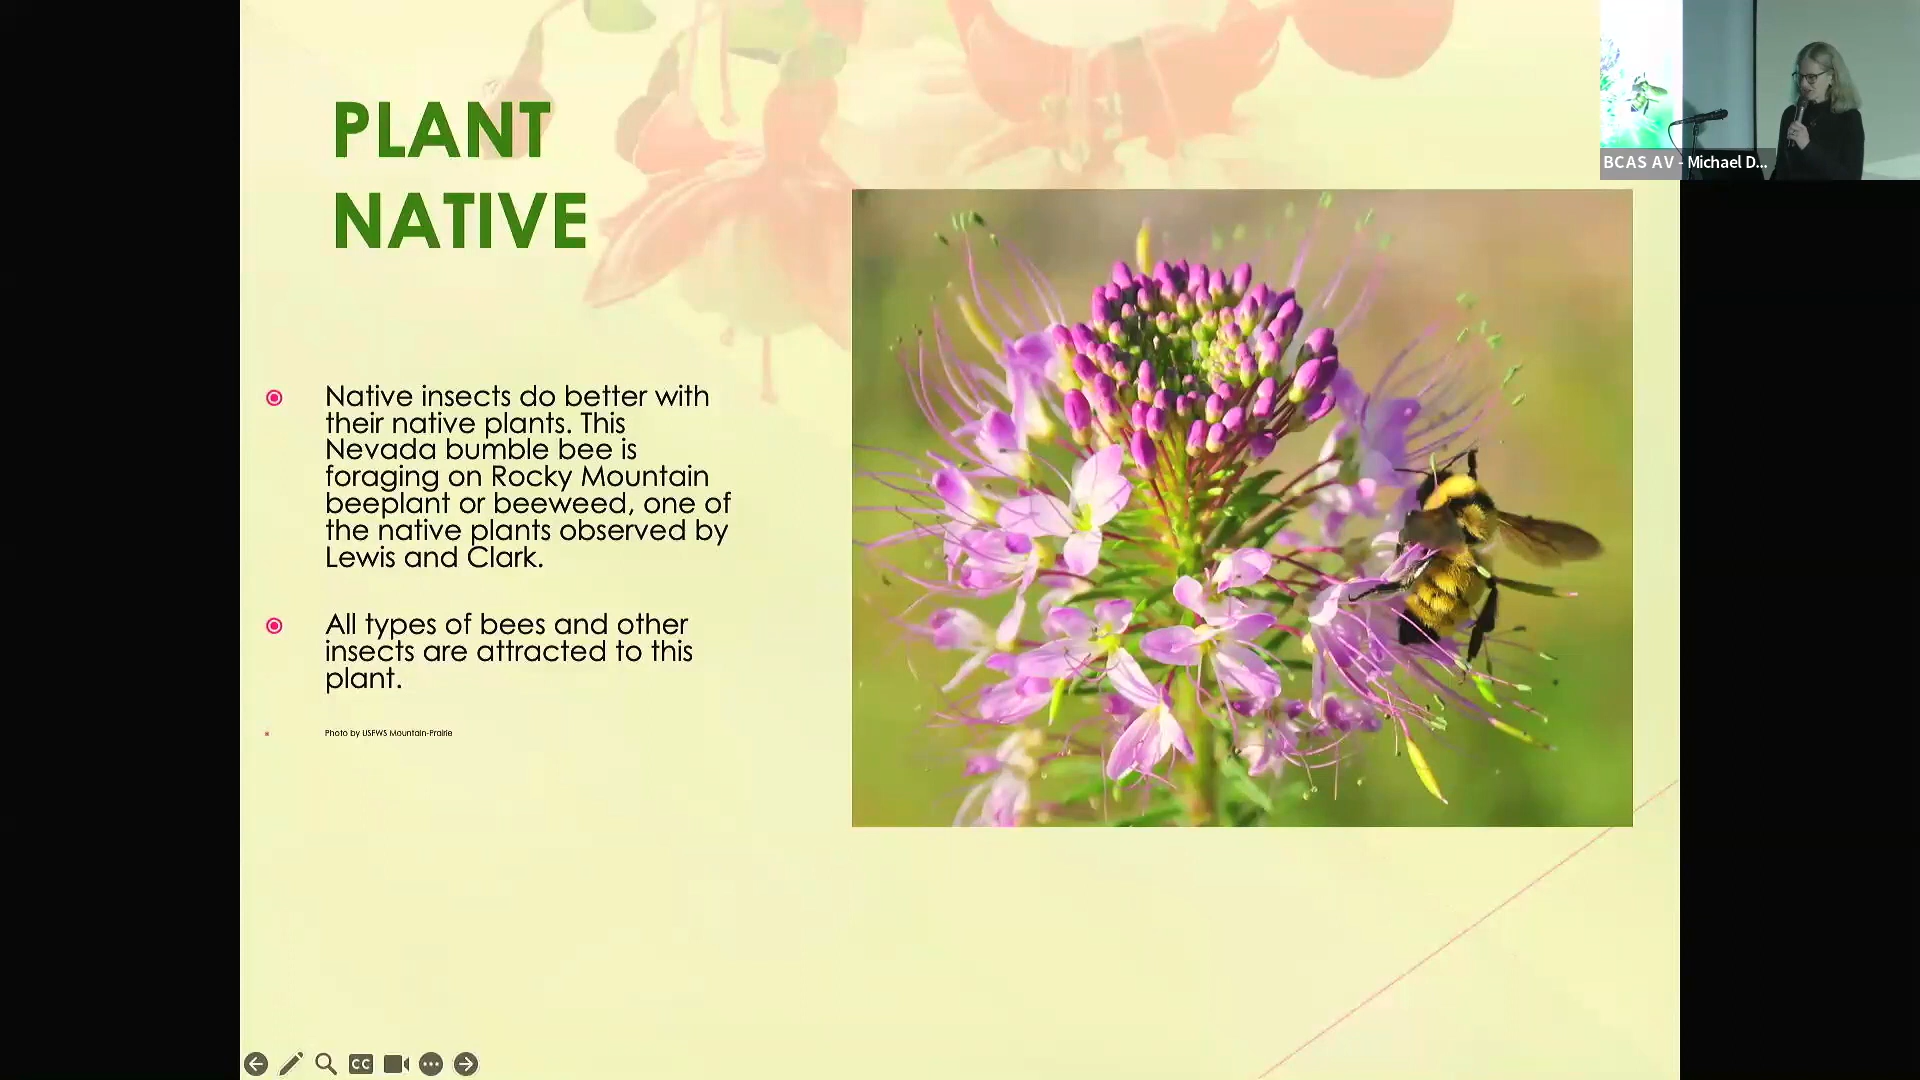 PLANT
NATIVE
BCAS AV - Michael D...
Native insects do better with
their native plants. This
Nevada bumble bee is
foraging on Rocky Mountain
beeplant or beeweed, one of
the native plants observed by
Lewis and Clark.
All types of bees and other
insects are attracted to this
plant.
Photo by USFWS Mountain-Prairie
CC